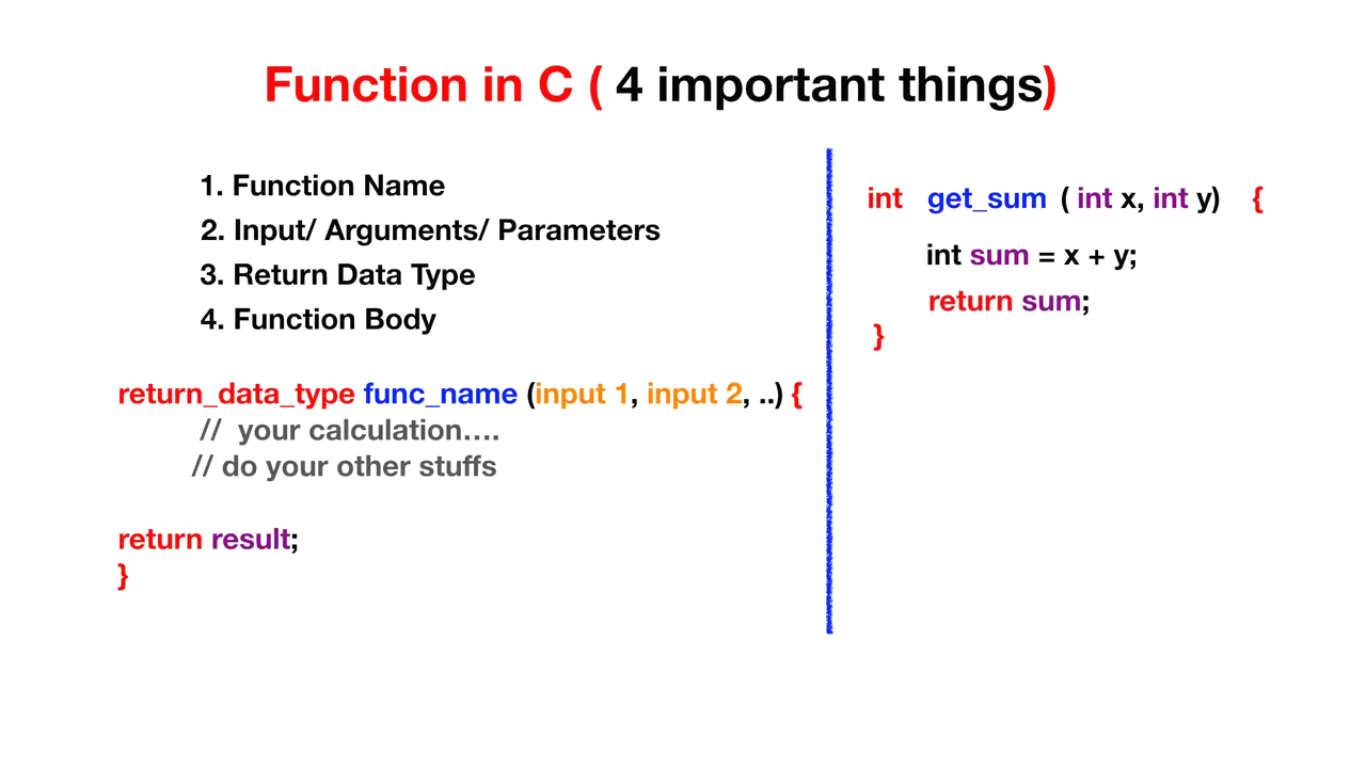 Function in C ( 4 important things)
1. Function Name
2. Input/ Arguments/ Parameters
3. Return Data Type
4. Function Body
return_data_type func_name (input 1, input 2, ..) {
// your calculation....
// do your other stuffs
return result;
}
int get_sum ( int x, int y) {
int sum = x + y;
return sum;
}